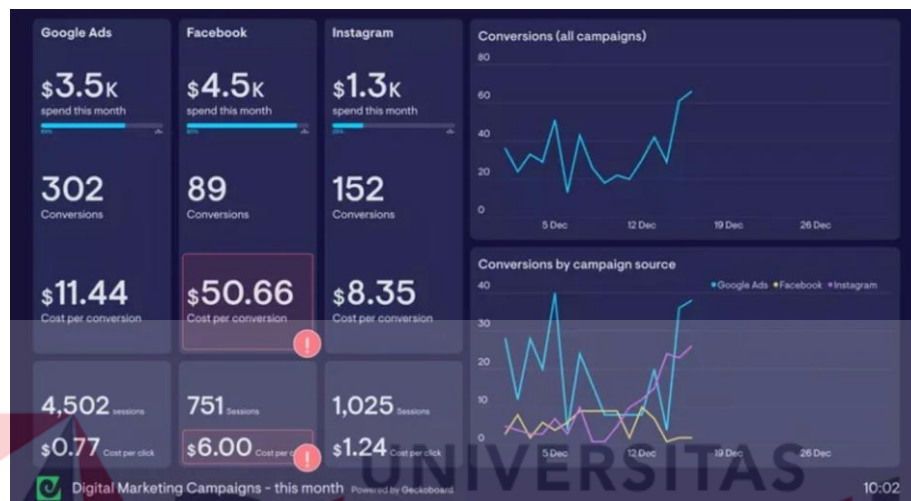 Google Ads
$3.5K
spend this month
302
Conversions
$11.44
Cost per conversion
4,502 sessions
$0.77 Cost per click
Facebook
$4.5K
spend this month
89
Conversions
$50.66
Cost per conversion
!
751 Sessions
$6.00 Cost per c
!
Instagram
$1.3K
spend this month
152
Conversions
$8.35
Cost per conversion
1,025 Sessions
$1.24 Cost per click
Conversions (all campaigns)
80
60
40
20
0
5 Dec 12 Dec 19 Dec 26 Dec
Conversions by campaign source
Google Ads Facebook Instagram
40
30
20
10
0
5 Dec 12 Dec 19 Dec 26 Dec
UNIVERSITAS
Digital Marketing Campaigns - this month Powered by Geckoboard
10:02